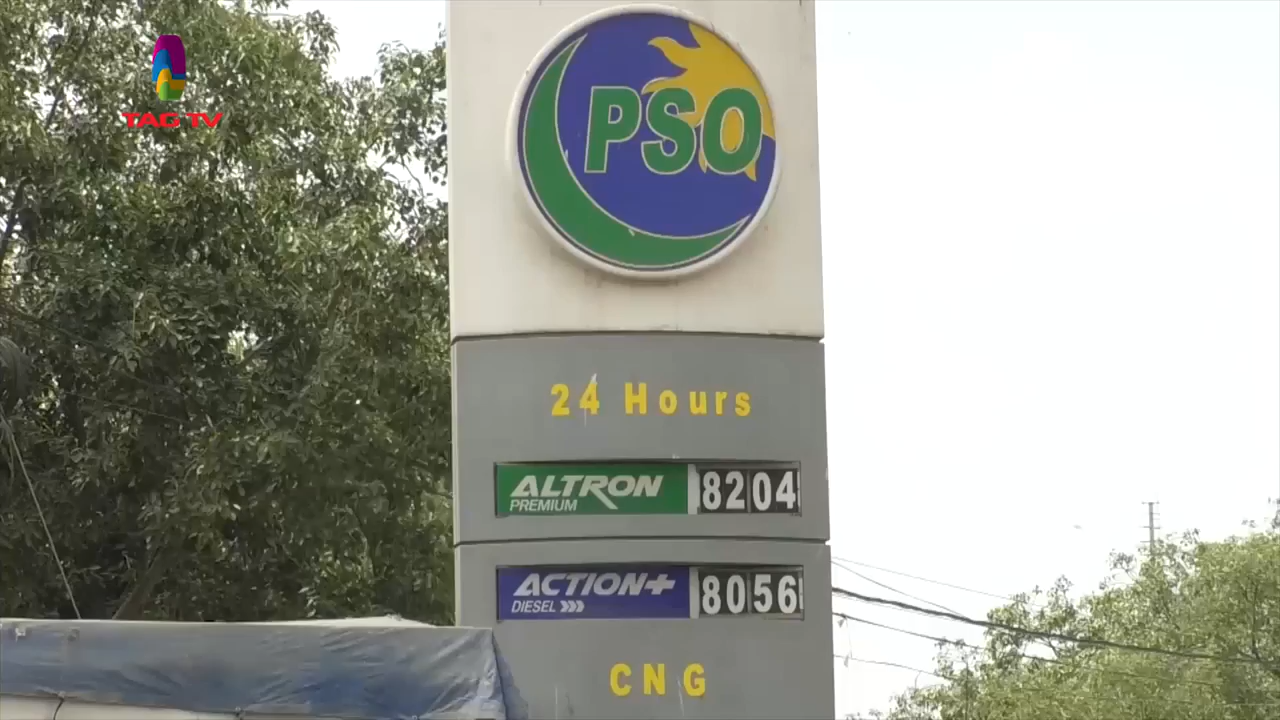 TAG TV
PSO
24 Hours
ALTRON
PREMIUM
8204
ACTION+
DIESEL
8056
CNG